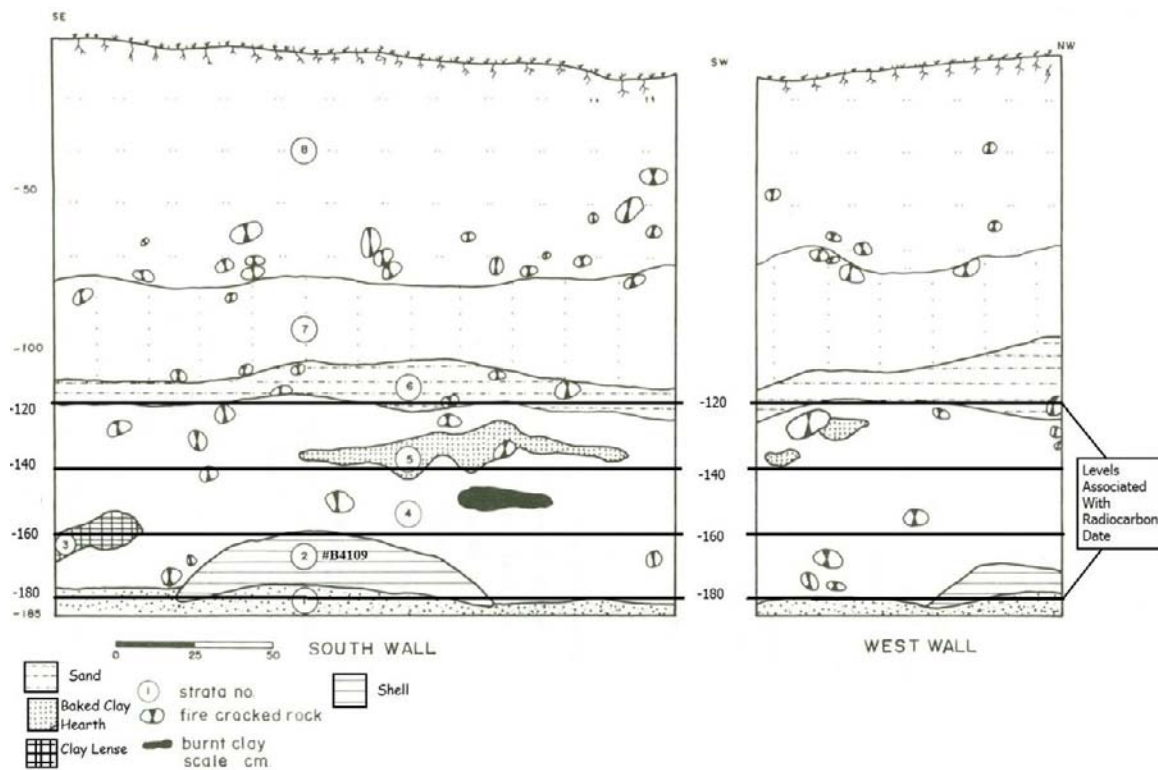 SE
SW
NW
8
-50
7
-100
6
-120
-120
5
-140
-140
4
Levels
Associated
With
Radiocarbon
Date
-160
-160
3
2
#B4109
-180
-180
1
-185
0 25 50
SOUTH WALL
WEST WALL
Sand
Baked Clay
Hearth
Clay Lense
1 strata no.
fire cracked rock
burnt clay
scale cm.
Shell